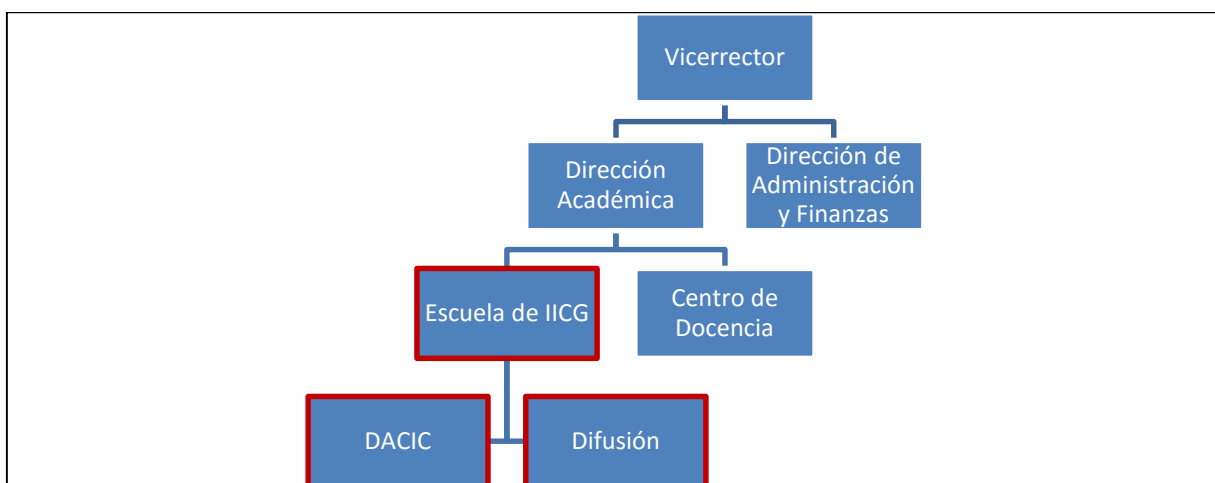 Vicerrector
Dirección
Académica
Dirección de
Administración
y Finanzas
Escuela de IICG
Centro de
Docencia
DACIC
Difusión